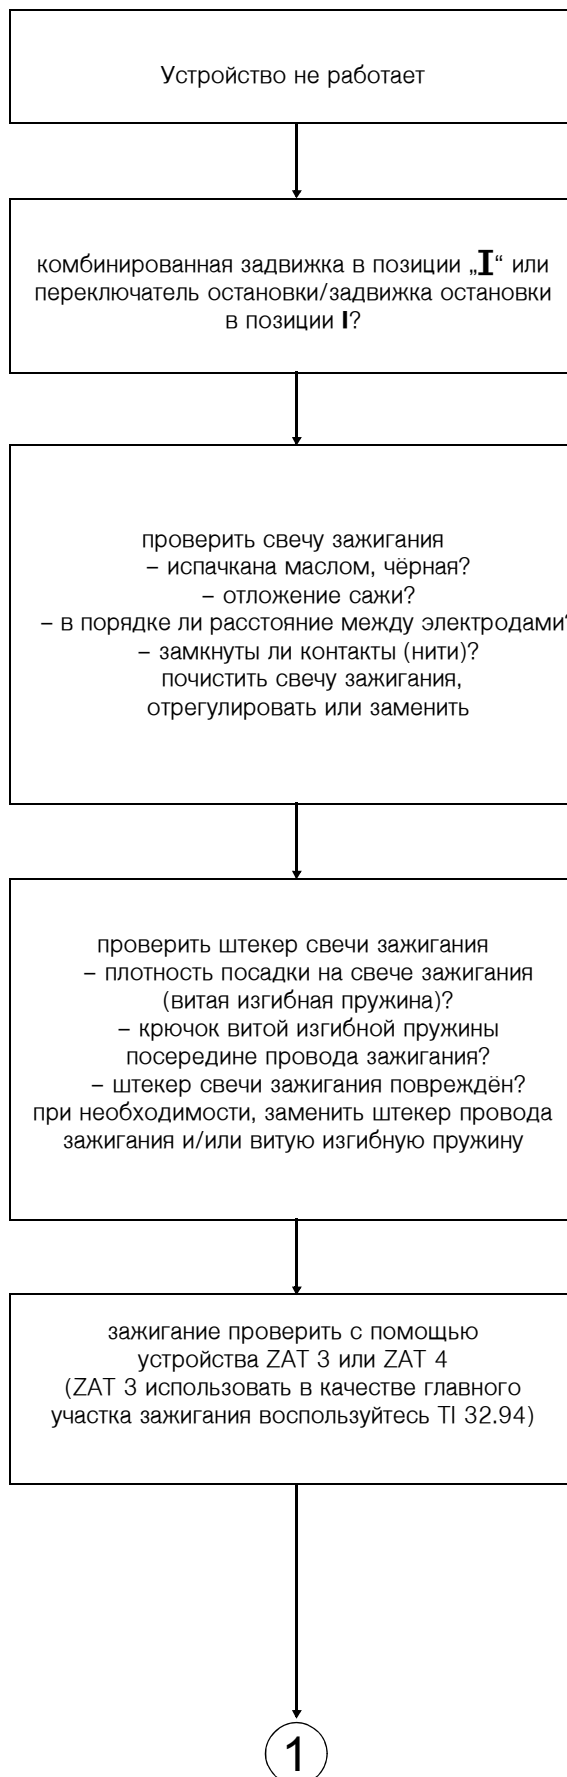 Устройство не работает
комбинированная задвижка в позиции „I“ или
переключатель остановки/задвижка остановки
в позиции I?
проверить свечу зажигания
– испачкана маслом, чёрная?
– отложение сажи?
– в порядке ли расстояние между электродами?
– замкнуты ли контакты (нити)?
почистить свечу зажигания,
отрегулировать или заменить
проверить штекер свечи зажигания
– плотность посадки на свече зажигания
(витая изгибная пружина)?
– крючок витой изгибной пружины
посередине провода зажигания?
– штекер свечи зажигания повреждён?
при необходимости, заменить штекер провода
зажигания и/или витую изгибную пружину
зажигание проверить с помощью
устройства ZAT 3 или ZAT 4
(ZAT 3 использовать в качестве главного
участка зажигания воспользуйтесь TI 32.94)
1